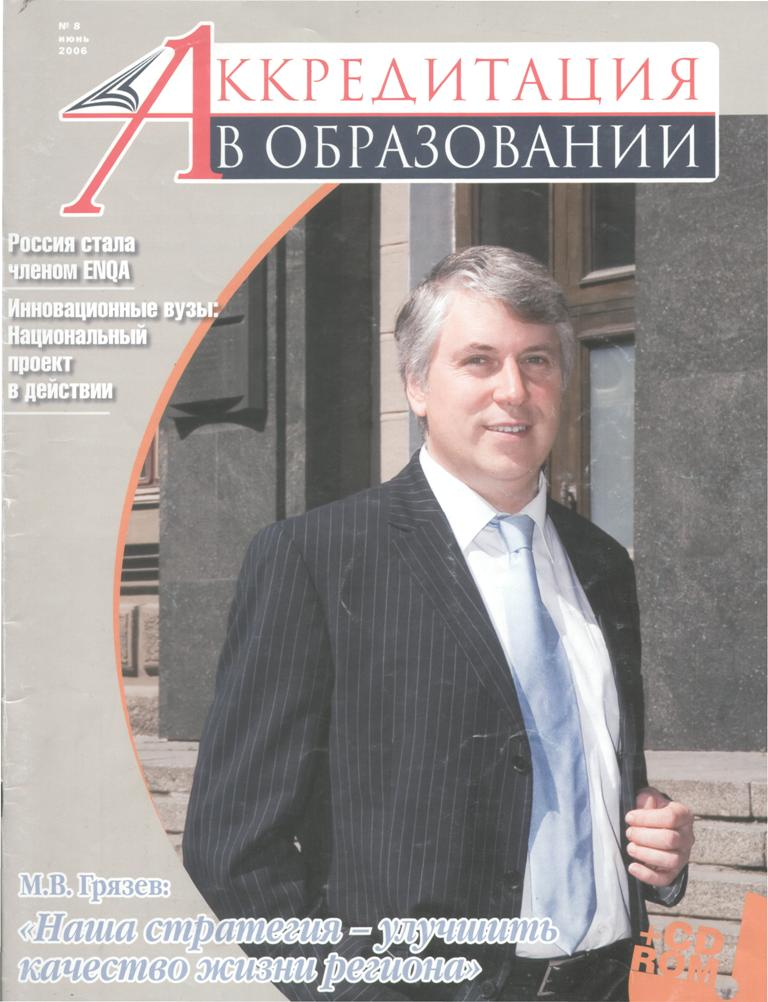 № 8
июнь
2006
Аккредитация
в образовании
Россия стала
членом ENQA
Инновационные вузы:
Национальный
проект
в действии
М.В. Грязев:
«Наша стратегия – улучшить
качество жизни региона»
+CD
ROM